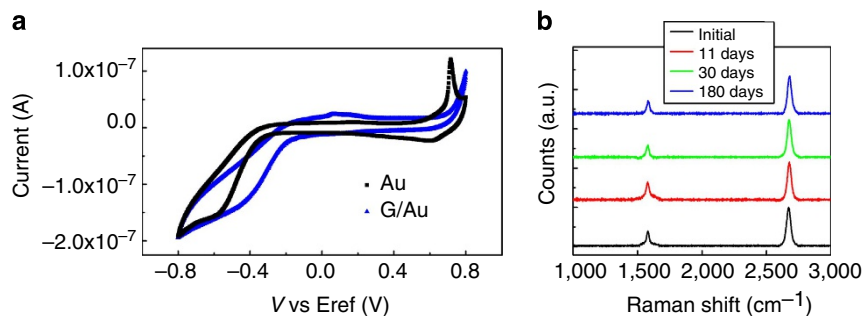 a
Current (A)
1.0x10⁻⁷
0.0
−1.0x10⁻⁷
−2.0x10⁻⁷
−0.8 −0.4 0.0 0.4 0.8
V vs Eref (V)
Au
G/Au
b
Counts (a.u.)
Initial
11 days
30 days
180 days
1,000 1,500 2,000 2,500 3,000
Raman shift (cm⁻¹)